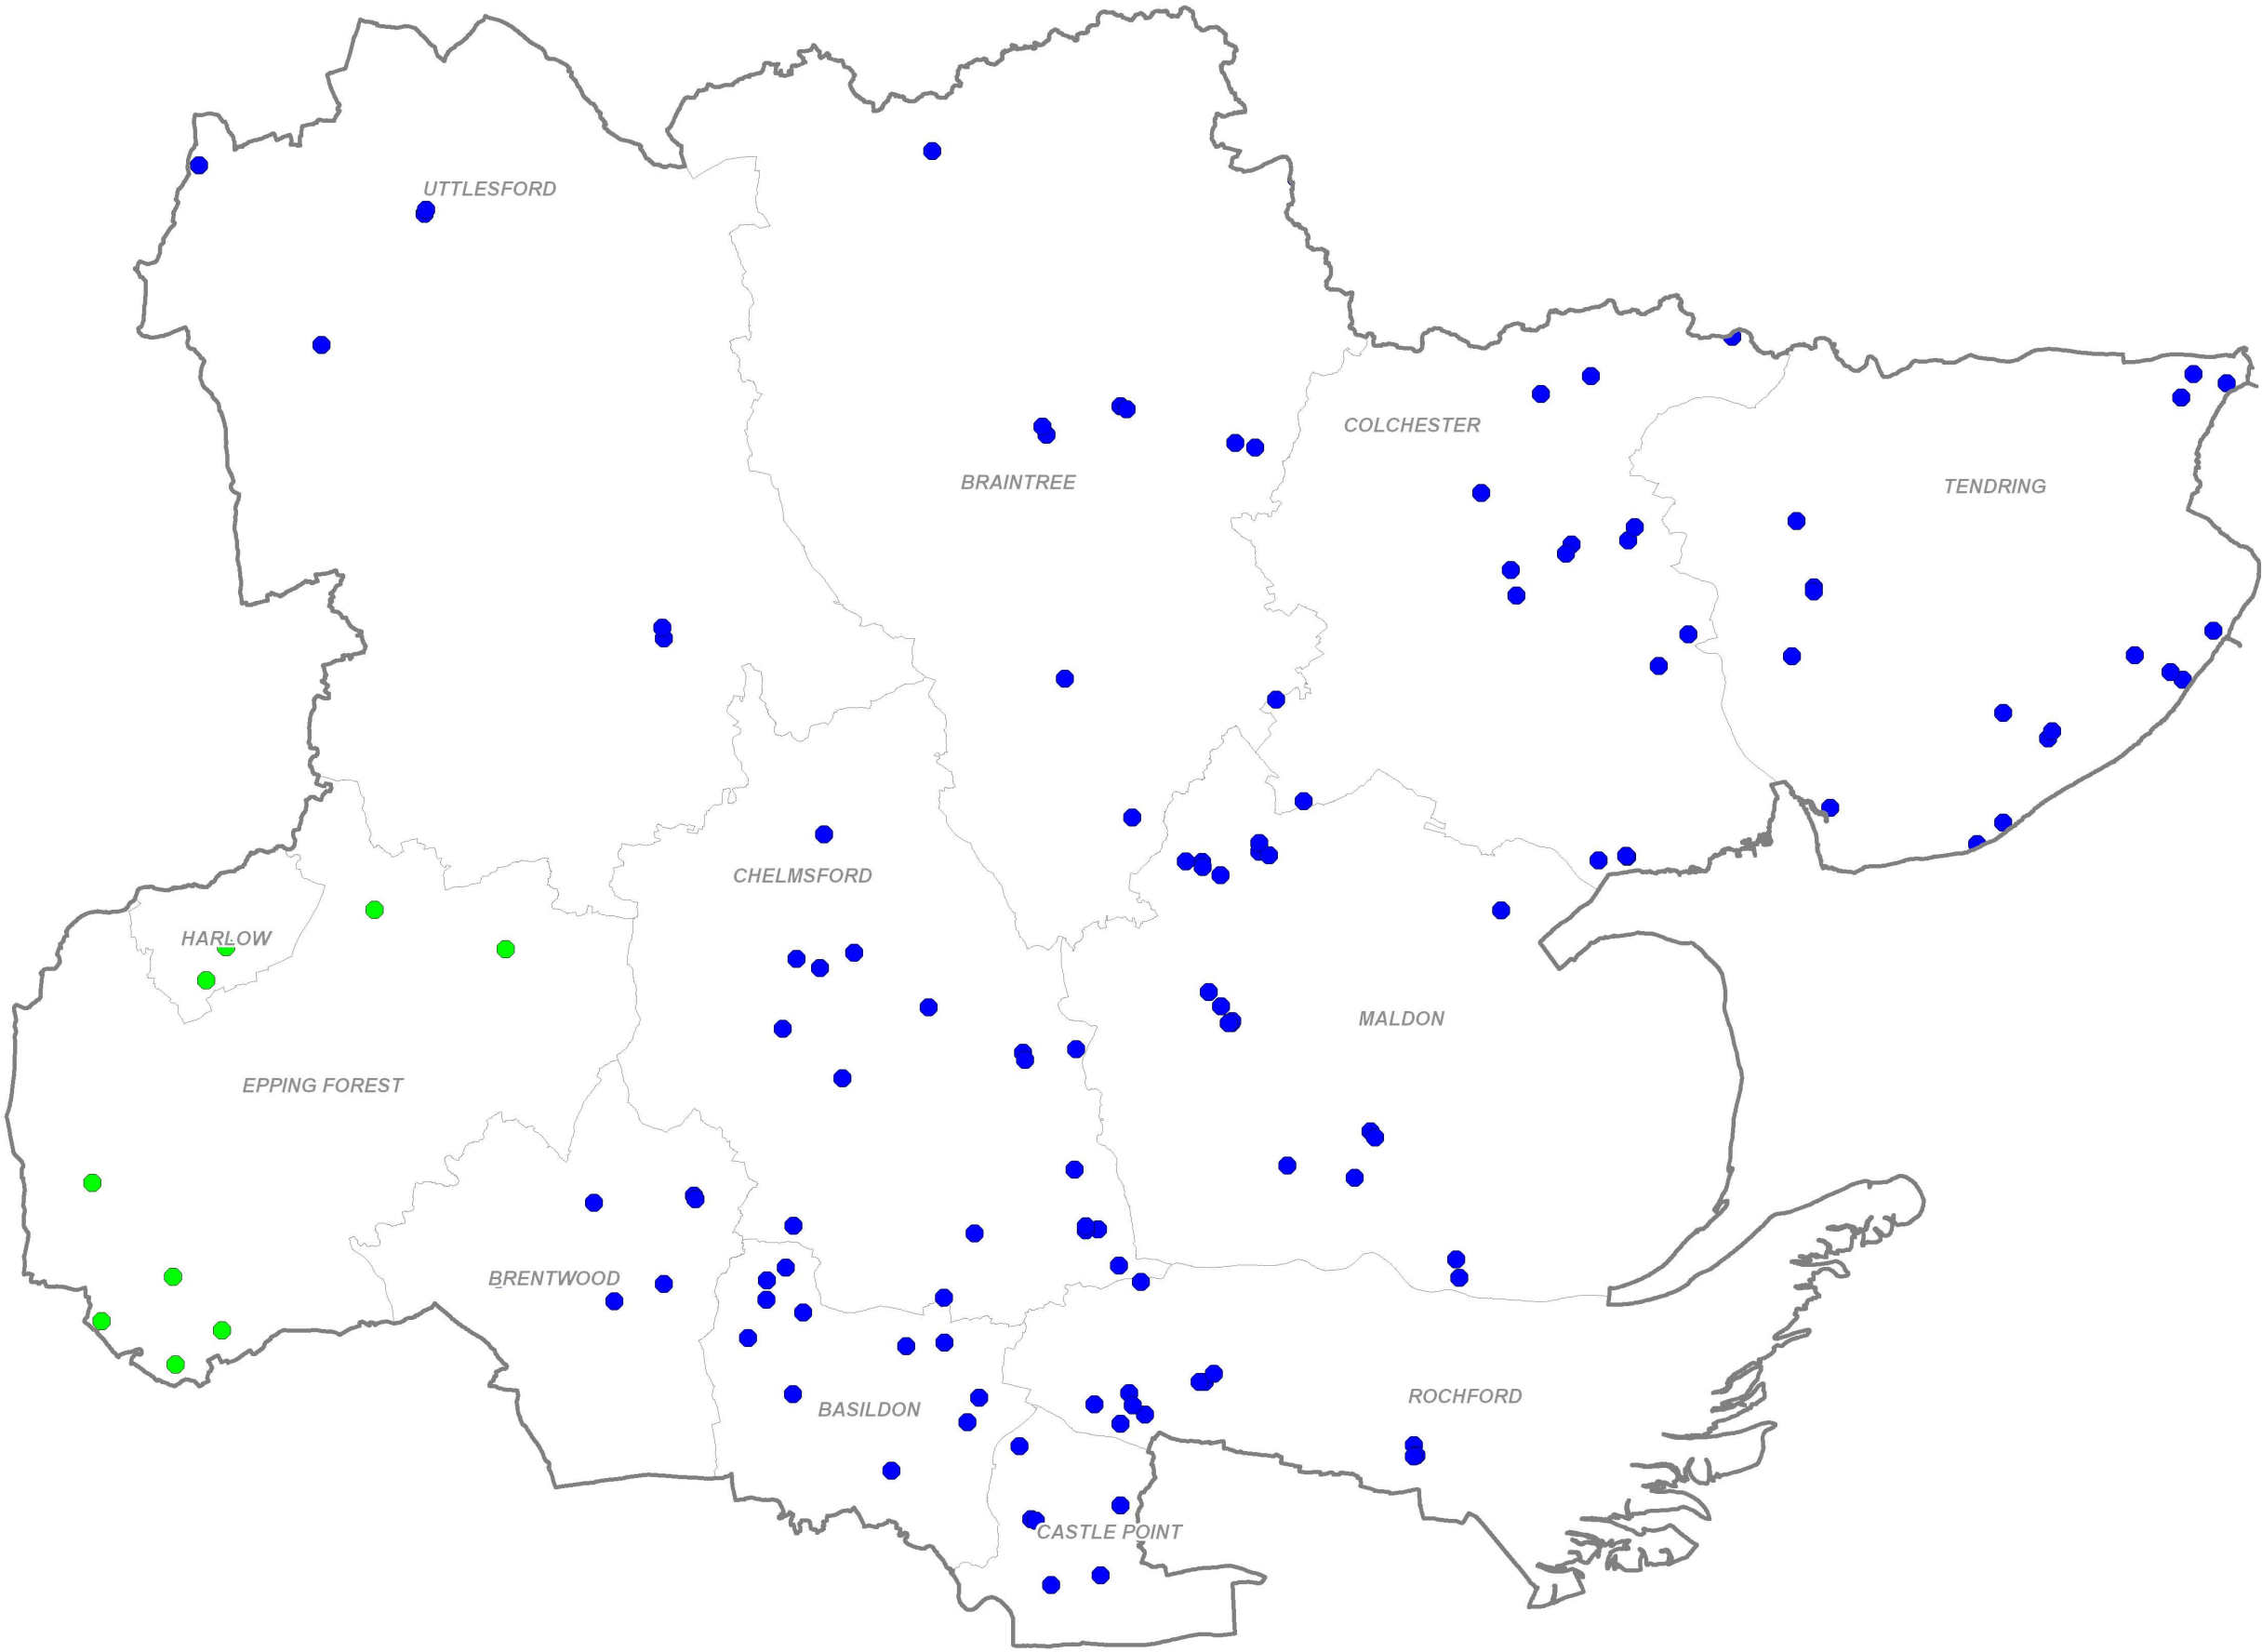 UTTLESFORD
COLCHESTER
BRAINTREE
TENDRING
CHELMSFORD
HARLOW
MALDON
EPPING FOREST
BRENTWOOD
ROCHFORD
BASILDON
CASTLE POINT